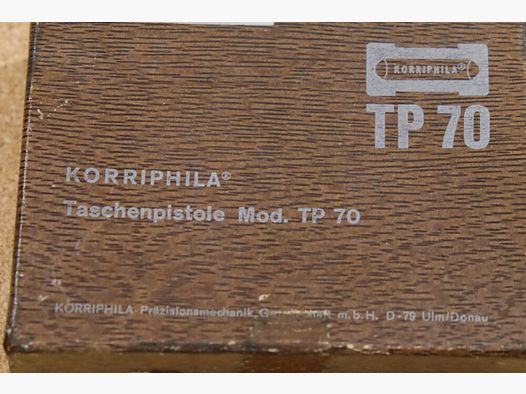 KORRIPHILA®
TP 70
KORRIPHILA®
Taschenpistole Mod. TP 70
KORRIPHILA-Präzisionsmechanik, m.b.H. D-79 Ulm/Donau